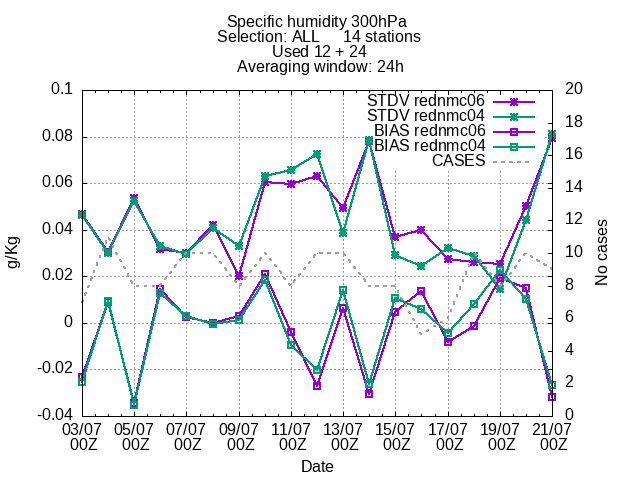 Specific humidity 300hPa
Selection: ALL 14 stations
Used 12 + 24
Averaging window: 24h
0.1
0.08
0.06
0.04
0.02
0
-0.02
-0.04
g/Kg
20
18
16
14
12
10
8
6
4
2
0
No cases
STDV rednmc06
STDV rednmc04
BIAS rednmc06
BIAS rednmc04
CASES
03/07 05/07 07/07 09/07 11/07 13/07 15/07 17/07 19/07 21/07
00Z 00Z 00Z 00Z 00Z 00Z 00Z 00Z 00Z 00Z
Date